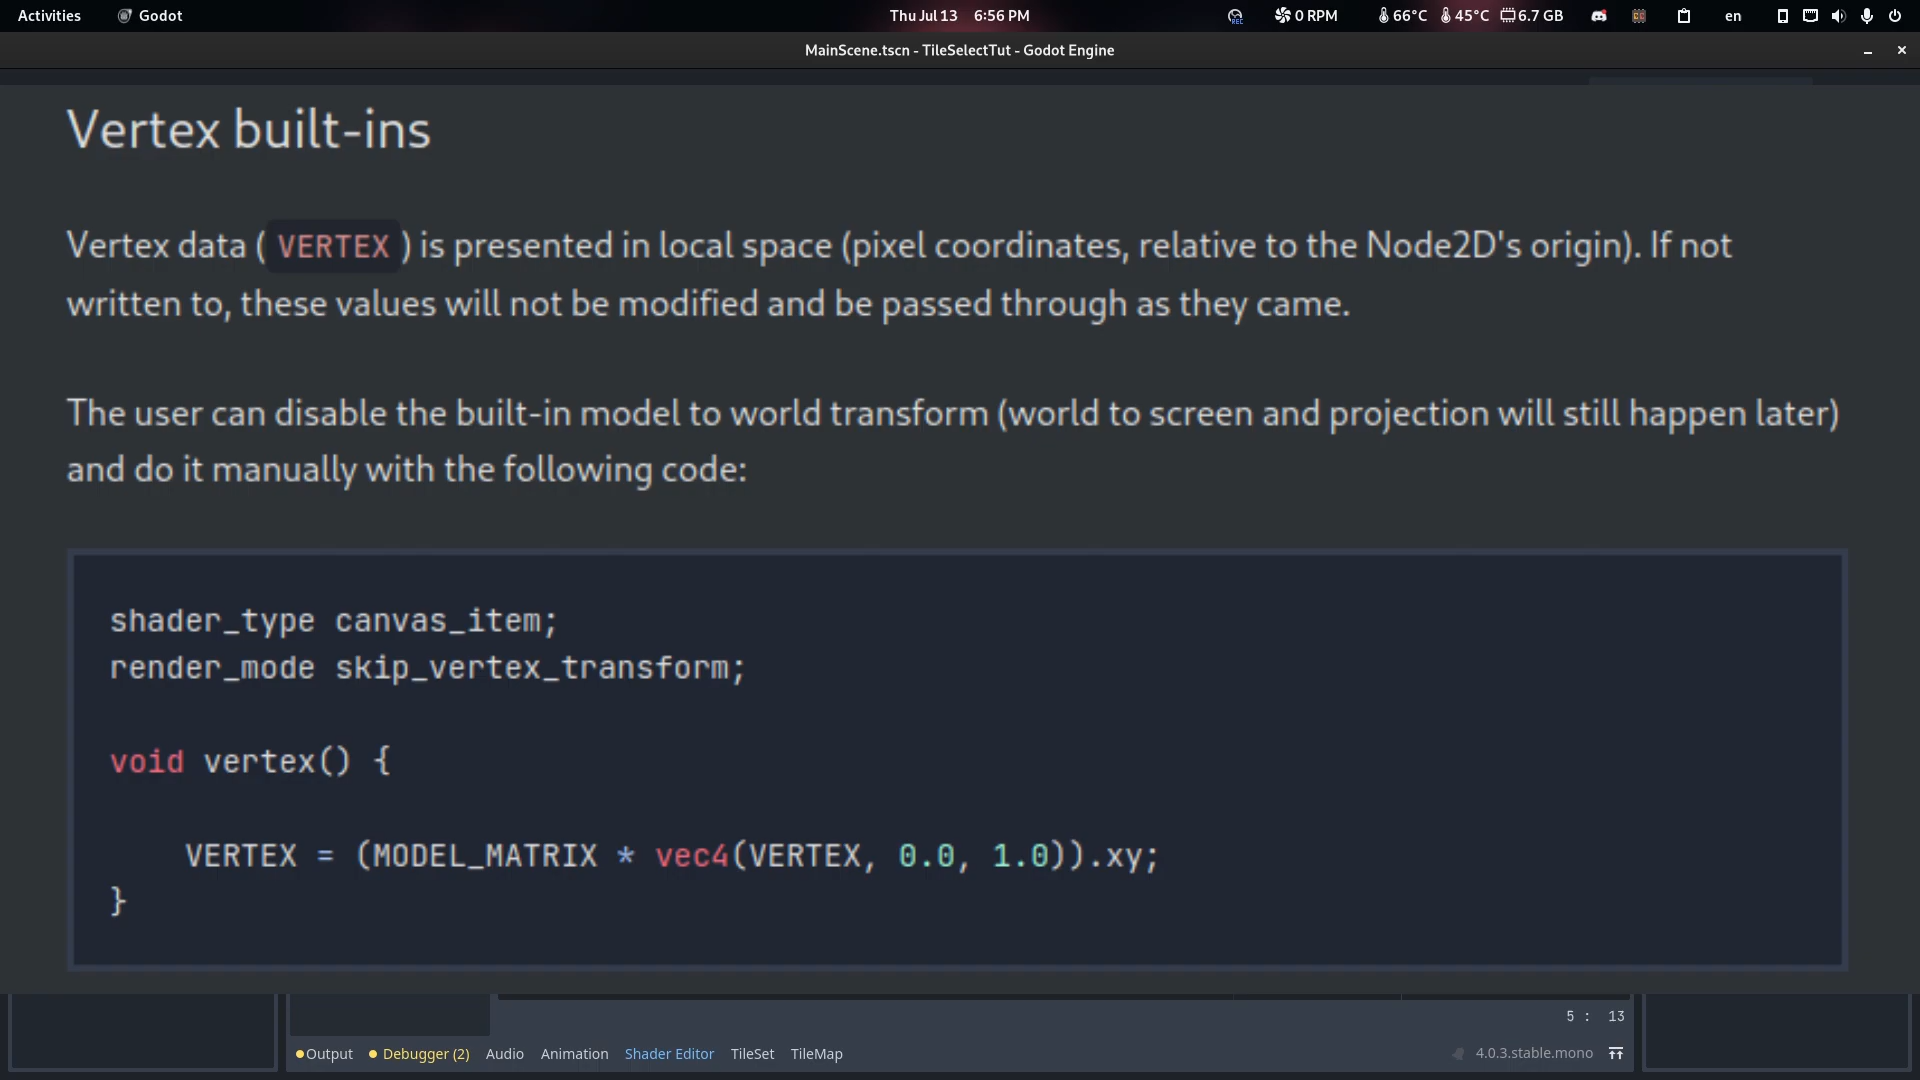 Activities Godot Thu Jul 13 6:56 PM REC 0 RPM 66°C 45°C 6.7 GB en
MainScene.tscn - TileSelectTut - Godot Engine
Vertex built-ins
Vertex data ( VERTEX ) is presented in local space (pixel coordinates, relative to the Node2D's origin). If not
written to, these values will not be modified and be passed through as they came.
The user can disable the built-in model to world transform (world to screen and projection will still happen later)
and do it manually with the following code:
shader_type canvas_item;
render_mode skip_vertex_transform;
void vertex() {
VERTEX = (MODEL_MATRIX * vec4(VERTEX, 0.0, 1.0)).xy;
}
5 : 13
Output Debugger (2) Audio Animation Shader Editor TileSet TileMap 4.0.3.stable.mono